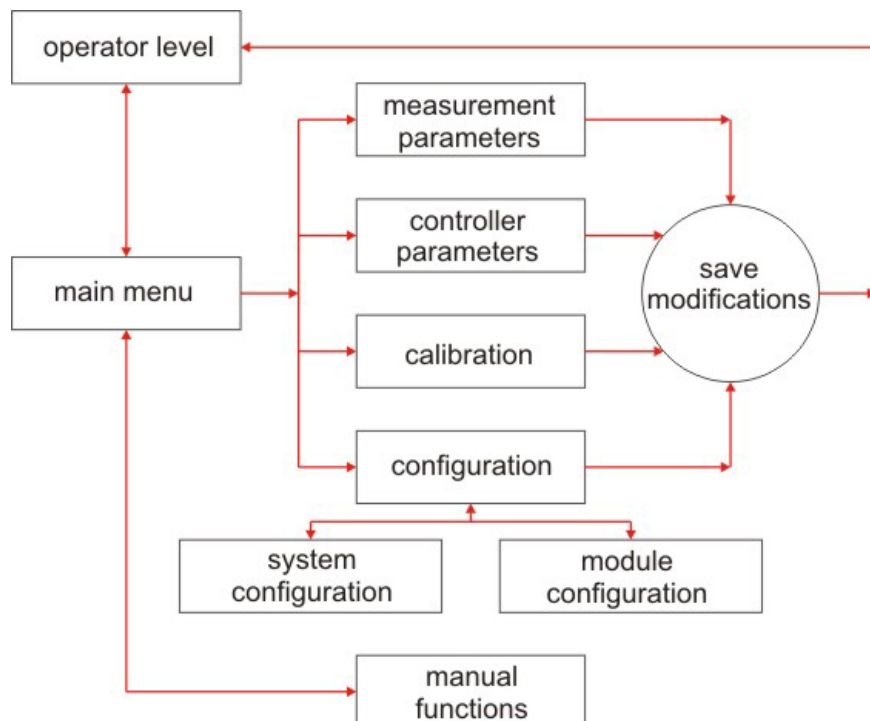 operator level
measurement
parameters
controller
parameters
main menu
save
modifications
calibration
configuration
system
configuration
module
configuration
manual
functions